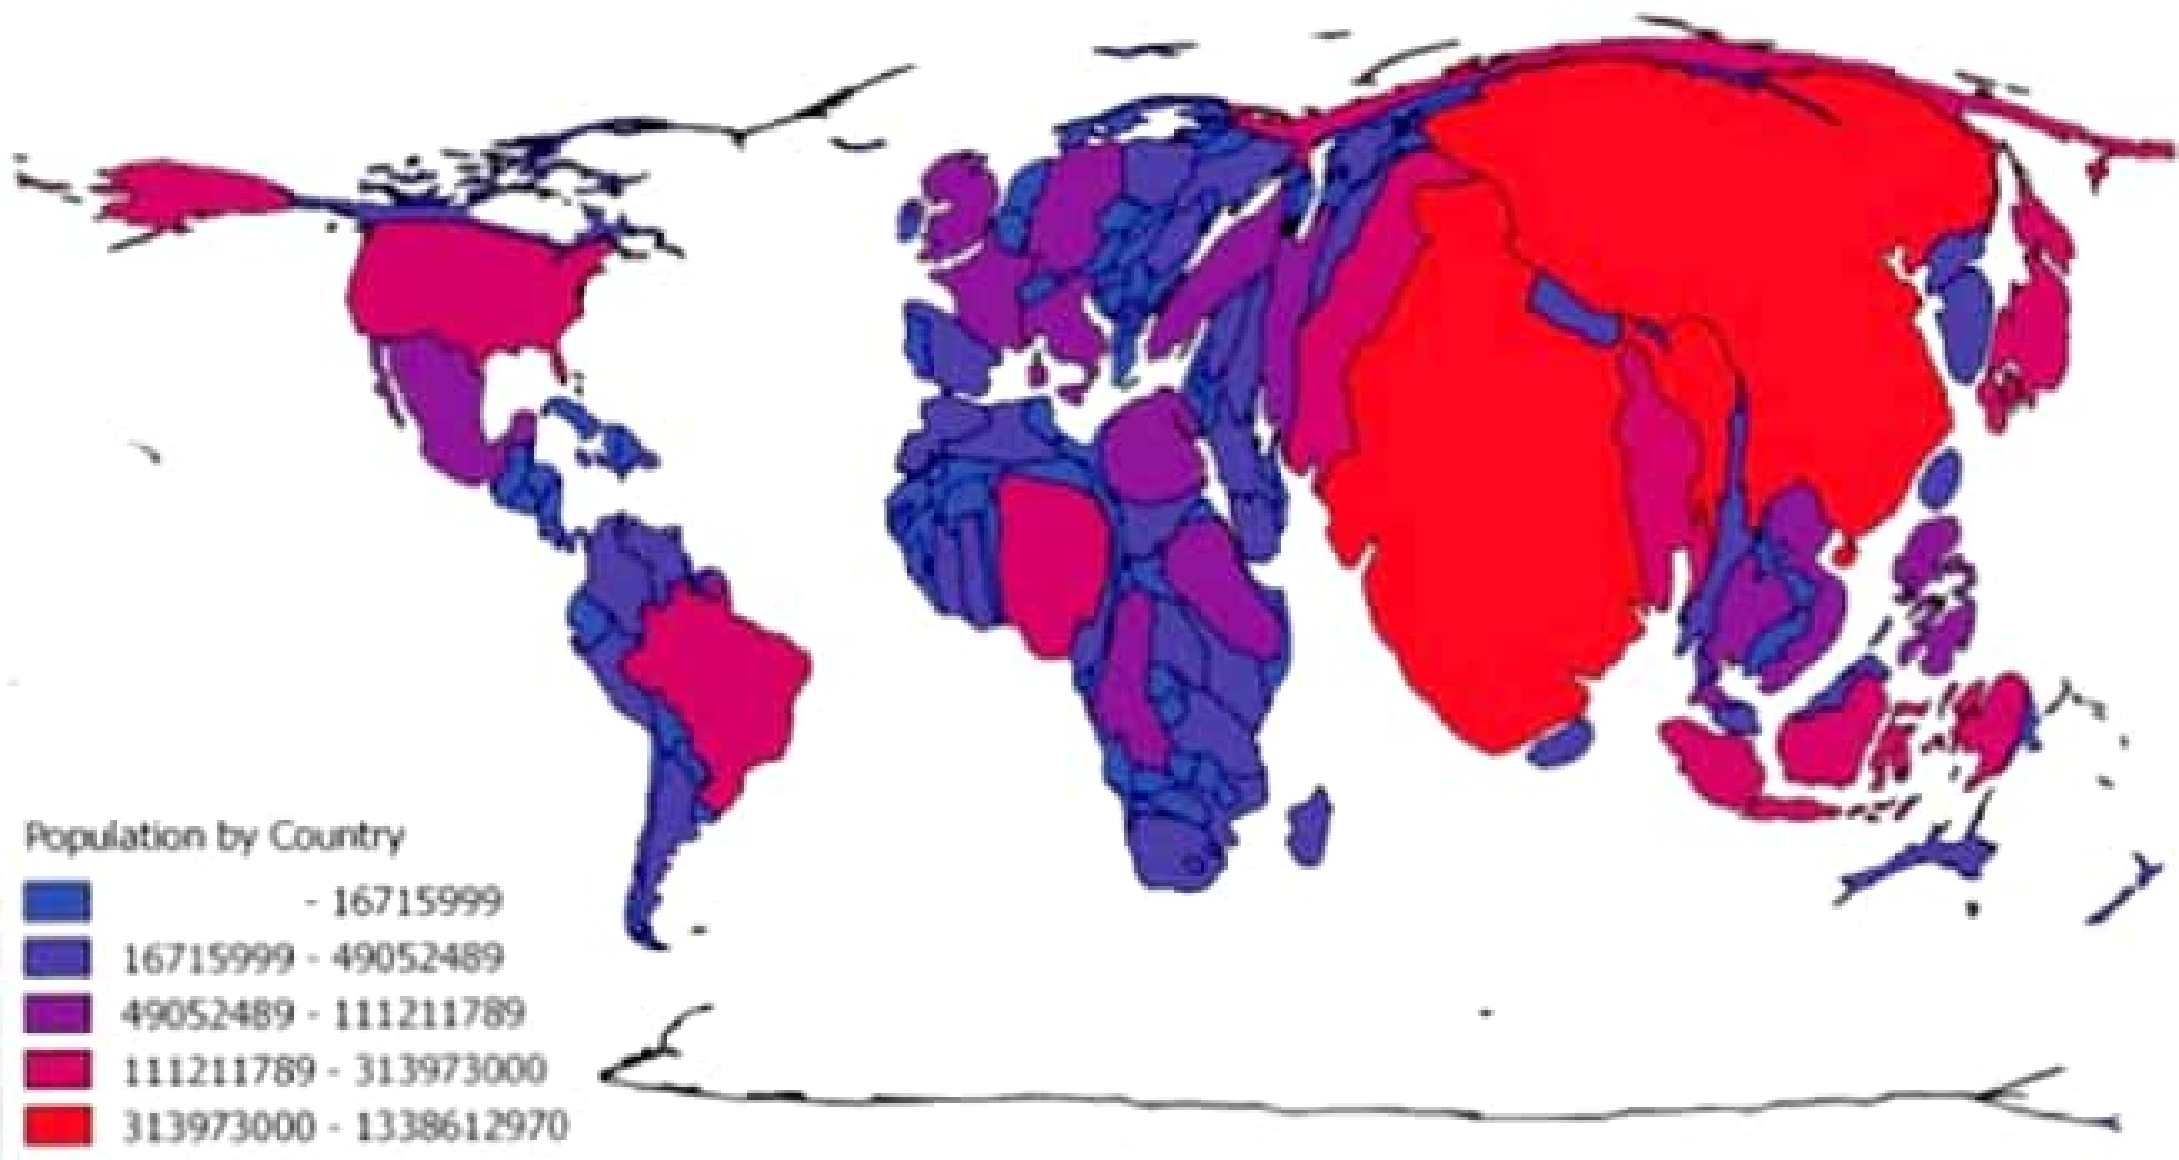 Population by Country
- 16715999
16715999 - 49052489
49052489 - 111211789
111211789 - 313973000
313973000 - 1338612970